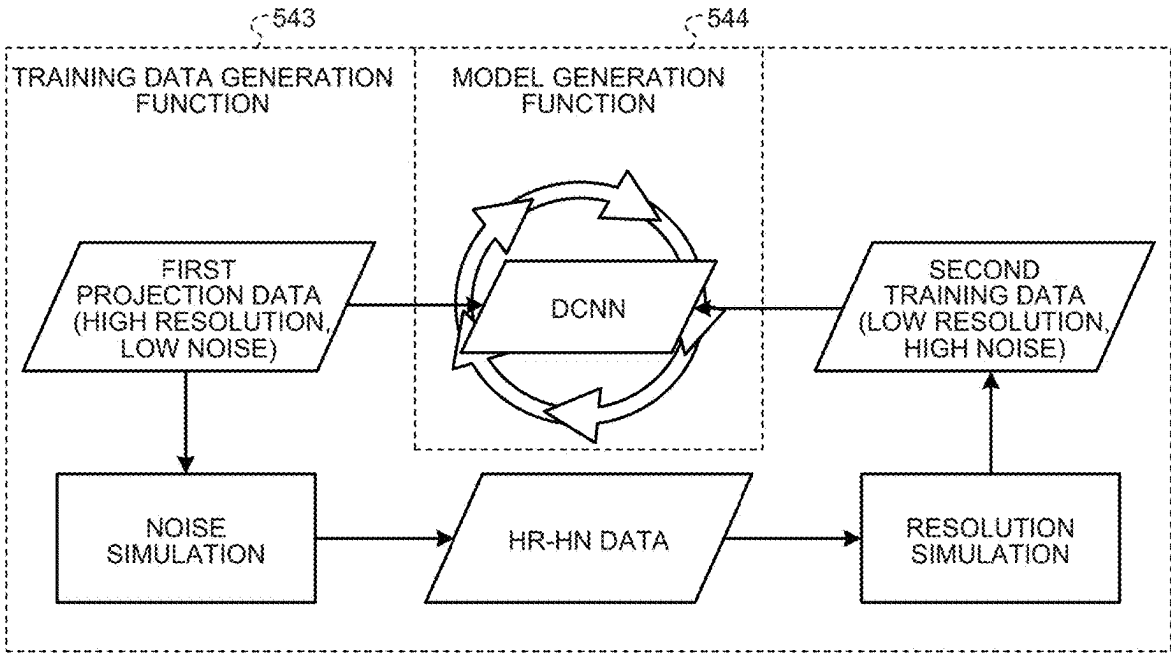 543
544
TRAINING DATA GENERATION
FUNCTION
MODEL GENERATION
FUNCTION
FIRST
PROJECTION DATA
(HIGH RESOLUTION,
LOW NOISE)
DCNN
SECOND
TRAINING DATA
(LOW RESOLUTION,
HIGH NOISE)
NOISE
SIMULATION
HR-HN DATA
RESOLUTION
SIMULATION